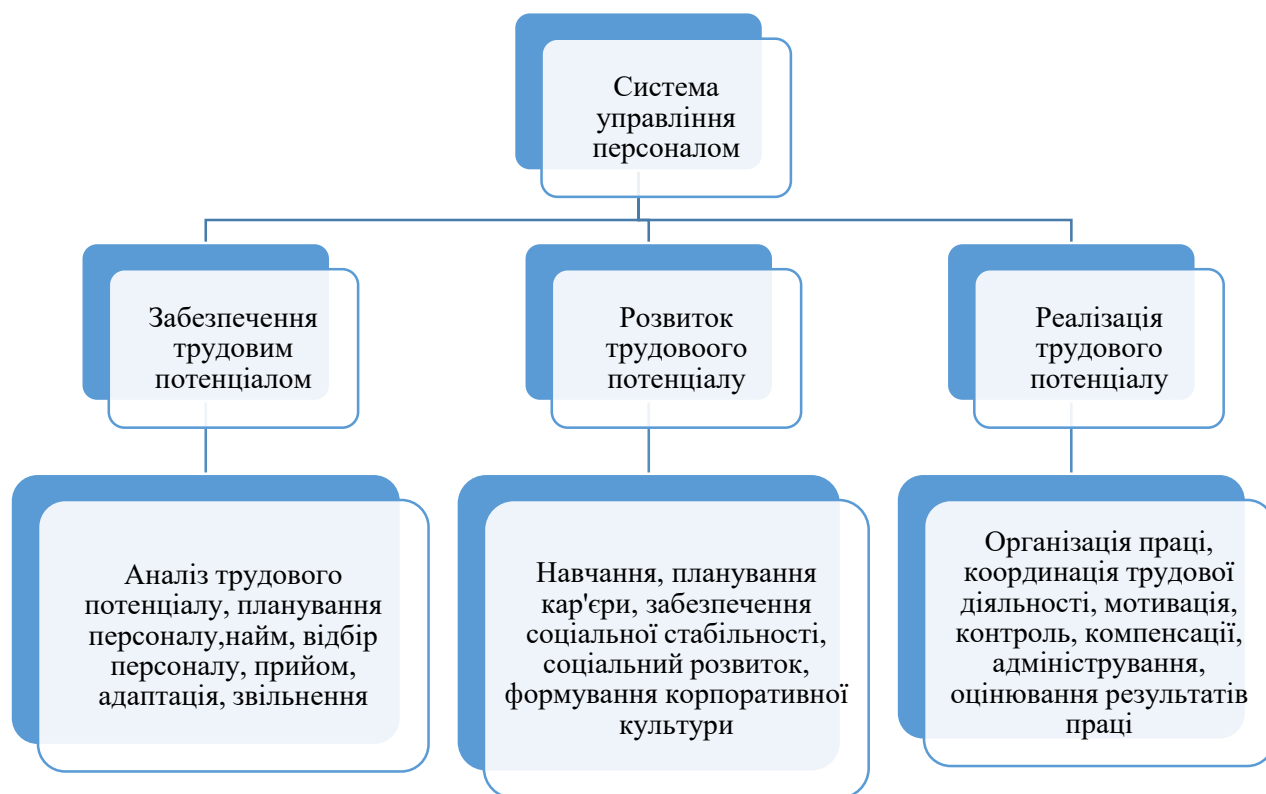 Система
управління
персоналом
Забезпечення
трудовим
потенціалом
Розвиток
трудовоого
потенціалу
Реалізація
трудового
потенціалу
Аналіз трудового
потенціалу, планування
персоналу,найм, відбір
персоналу, прийом,
адаптація, звільнення
Навчання, планування
кар'єри, забезпечення
соціальної стабільності,
соціальний розвиток,
формування корпоративної
культури
Організація праці,
координація трудової
діяльності, мотивація,
контроль, компенсації,
адміністрування,
оцінювання результатів
праці